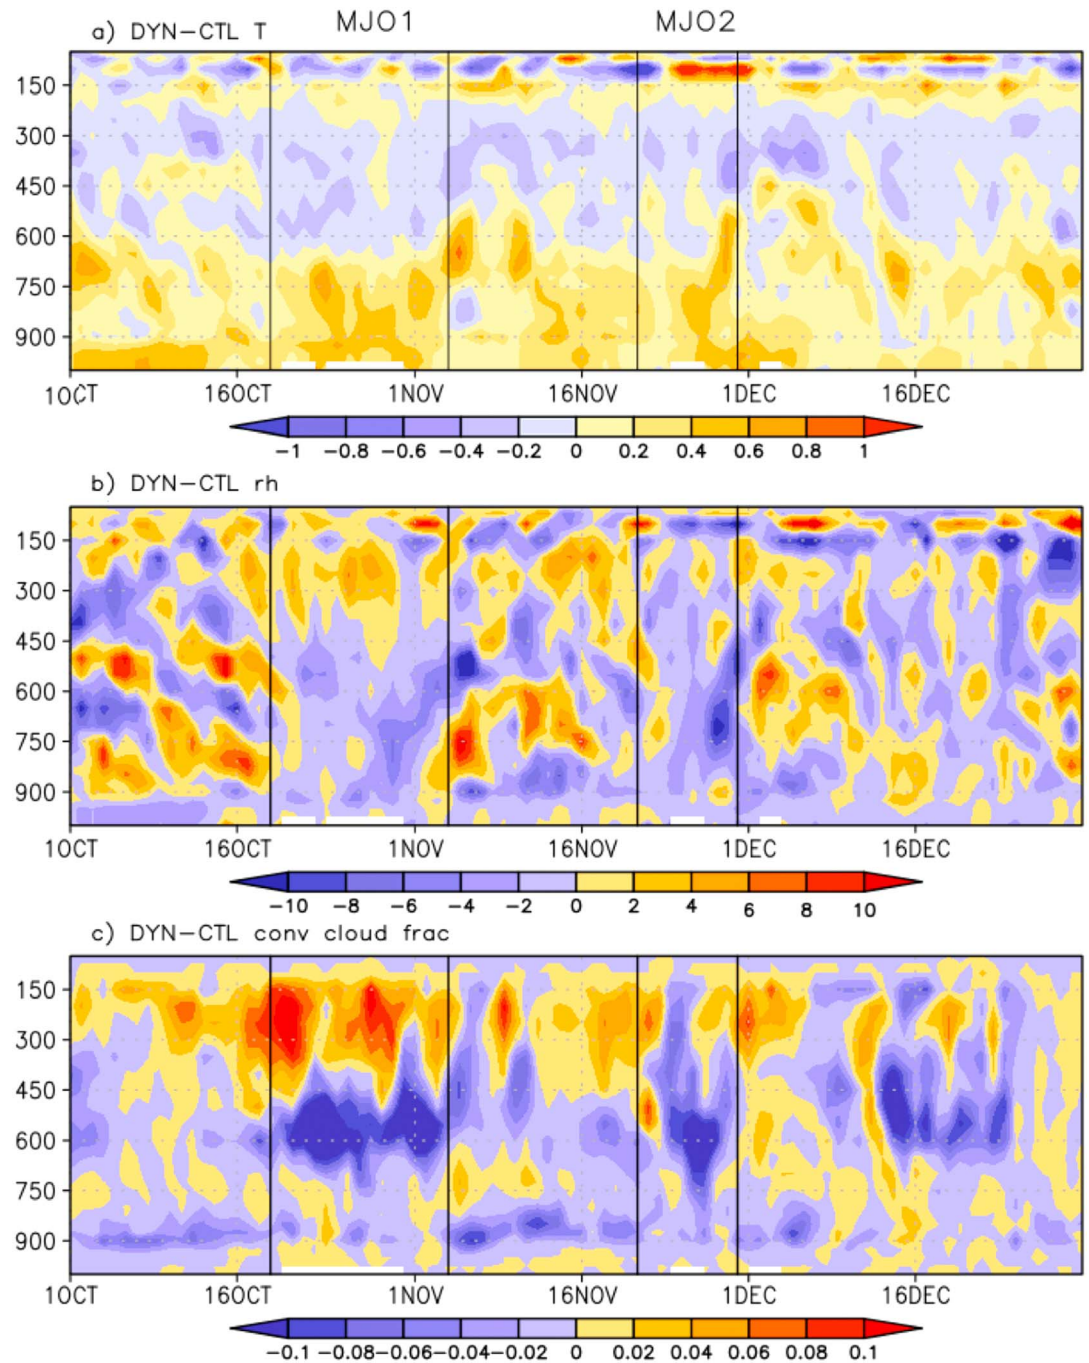 MJO1 MJO2
a) DYN−CTL T
150
300
450
600
750
900
1OCT 16OCT 1NOV 16NOV 1DEC 16DEC
−1 −0.8 −0.6 −0.4 −0.2 0 0.2 0.4 0.6 0.8 1
b) DYN−CTL rh
150
300
450
600
750
900
1OCT 16OCT 1NOV 16NOV 1DEC 16DEC
−10 −8 −6 −4 −2 0 2 4 6 8 10
c) DYN−CTL conv cloud frac
150
300
450
600
750
900
1OCT 16OCT 1NOV 16NOV 1DEC 16DEC
−0.1 −0.08 −0.06 −0.04 −0.02 0 0.02 0.04 0.06 0.08 0.1